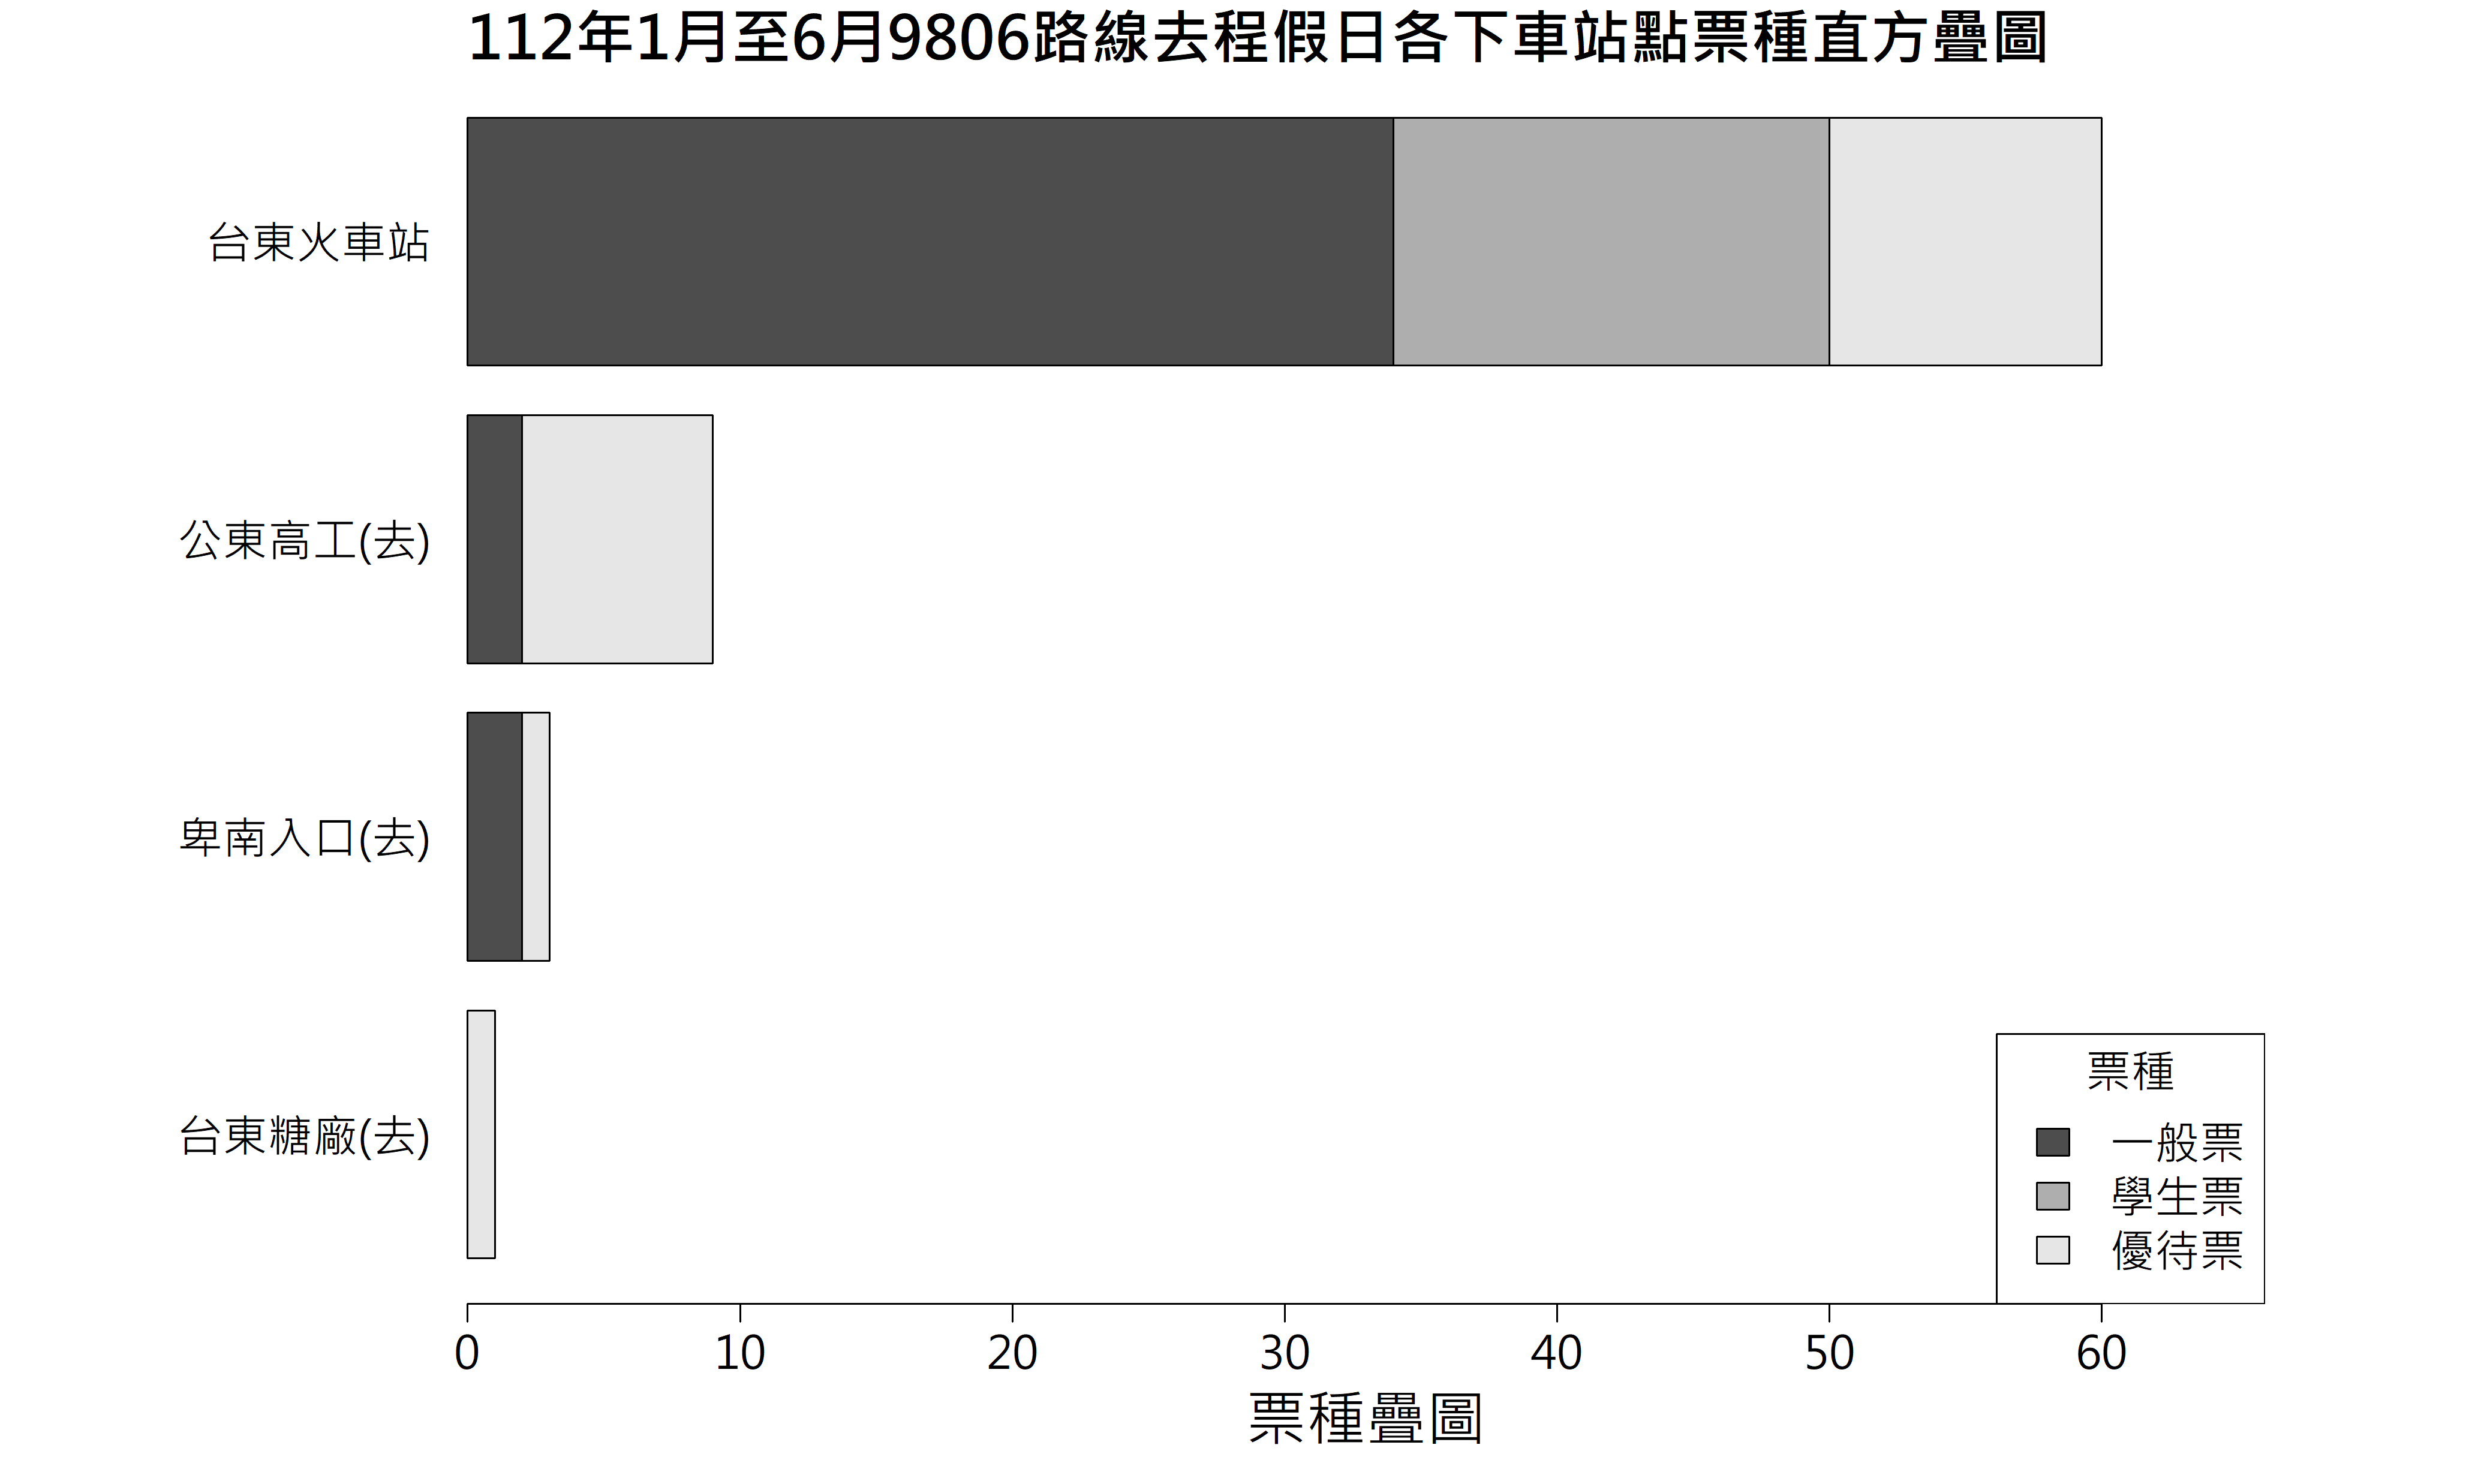 112年1月至6月9806路線去程假日各下車站點票種直方疊圖
台東火車站
公東高工(去)
卑南入口(去)
台東糖廠(去)
票種
一般票
學生票
優待票
0 10 20 30 40 50 60
票種疊圖